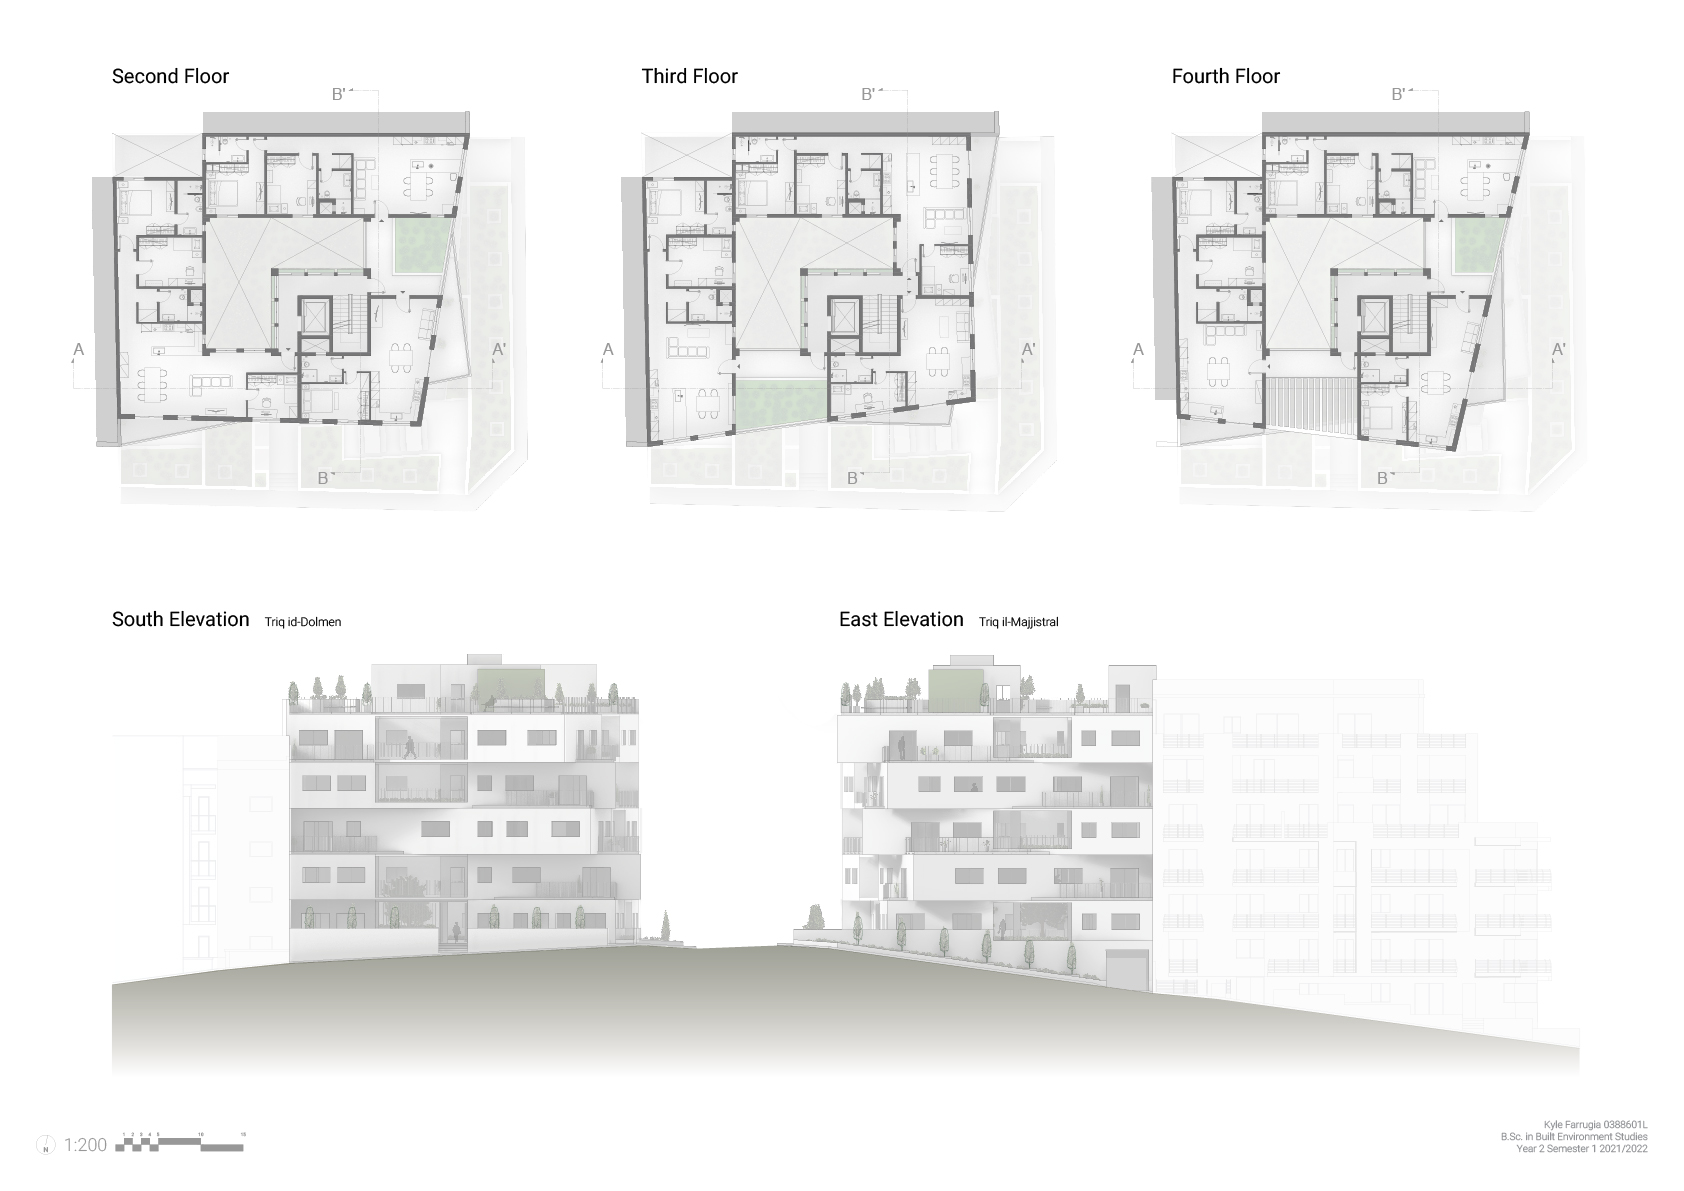 Second Floor
Third Floor
Fourth Floor
B'
B'
B'
A
A'
A
A'
A
A'
B
B
B
South Elevation Triq id-Dolmen
East Elevation Triq il-Majjistral
N
1:200
1 2 3 4 5 10 15
Kyle Farrugia 0388601L
B.Sc. in Built Environment Studies
Year 2 Semester 1 2021/2022